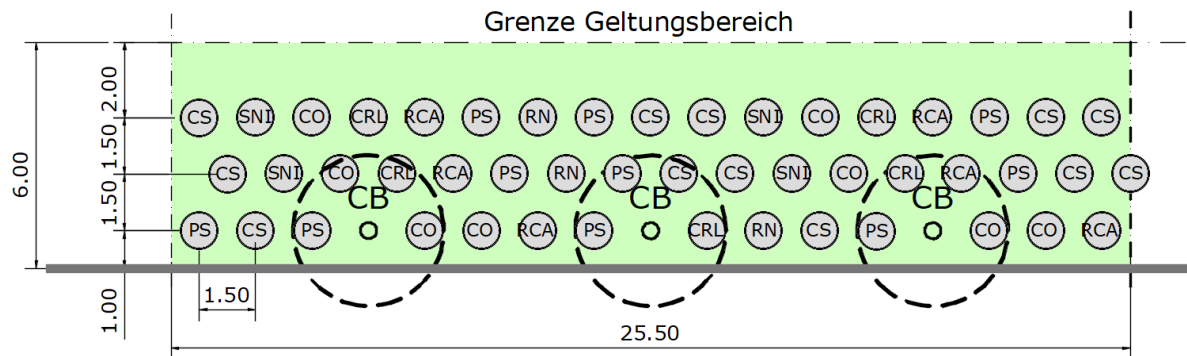 Grenze Geltungsbereich
6.00
2.00
1.50
1.50
1.00
CS SNI CO CRL RCA PS RN PS CS CS SNI CO CRL RCA PS CS CS
CS SNI CO CRL RCA PS RN PS CS CS SNI CO CRL RCA PS CS CS
CB CB CB
PS CS PS CO CO RCA PS CRL RN CS PS CO CO RCA
1.50
25.50